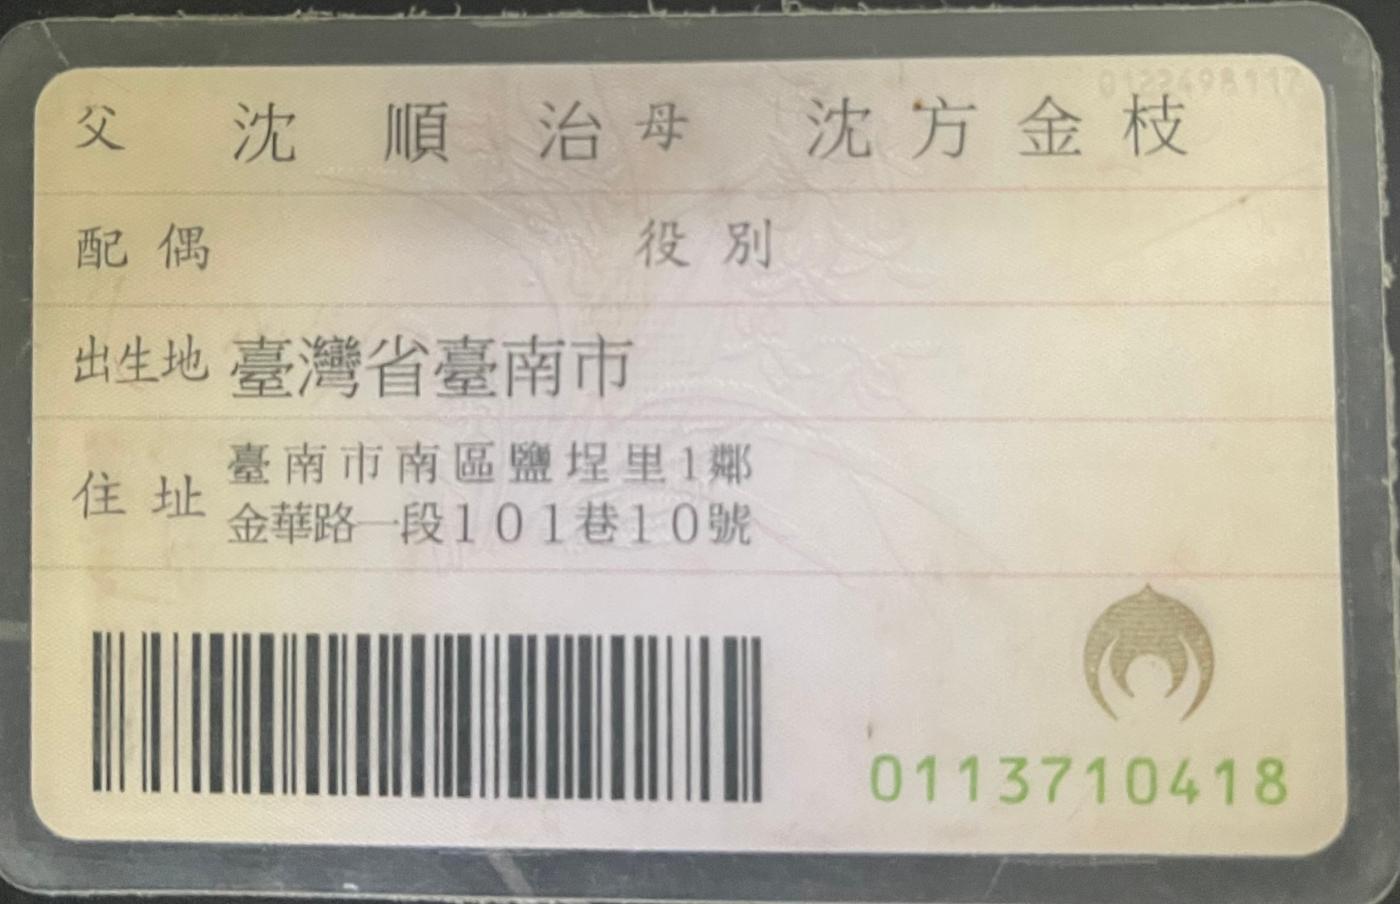 父 沈順治 母 沈方金枝
配偶 役別
出生地 臺灣省臺南市
住址 臺南市南區鹽埕里1鄰
金華路一段101巷10號
0113710418